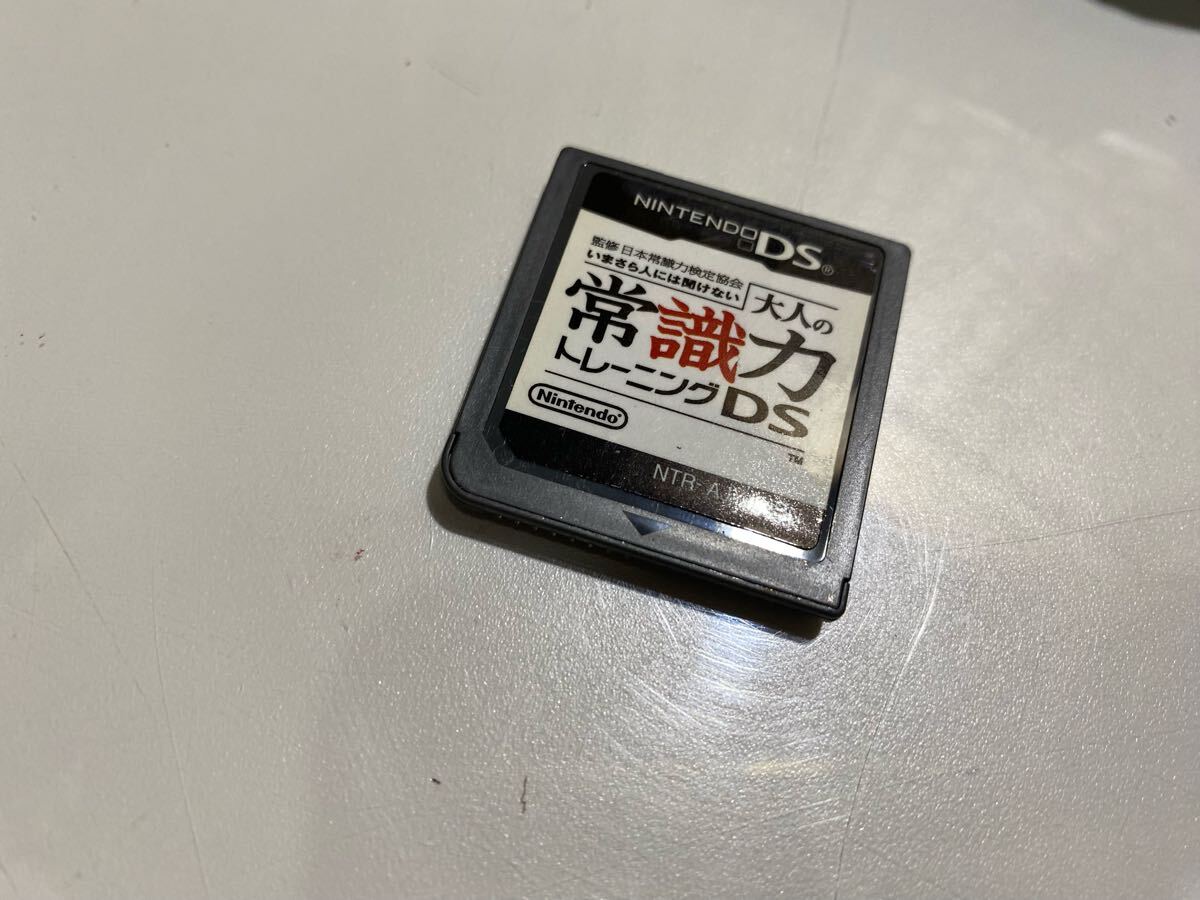 NINTENDO DS®
監修 日本常識力検定協会
いまさら人には聞けない
大人の
常識力
トレーニングDS
Nintendo®
TM
NTR- A